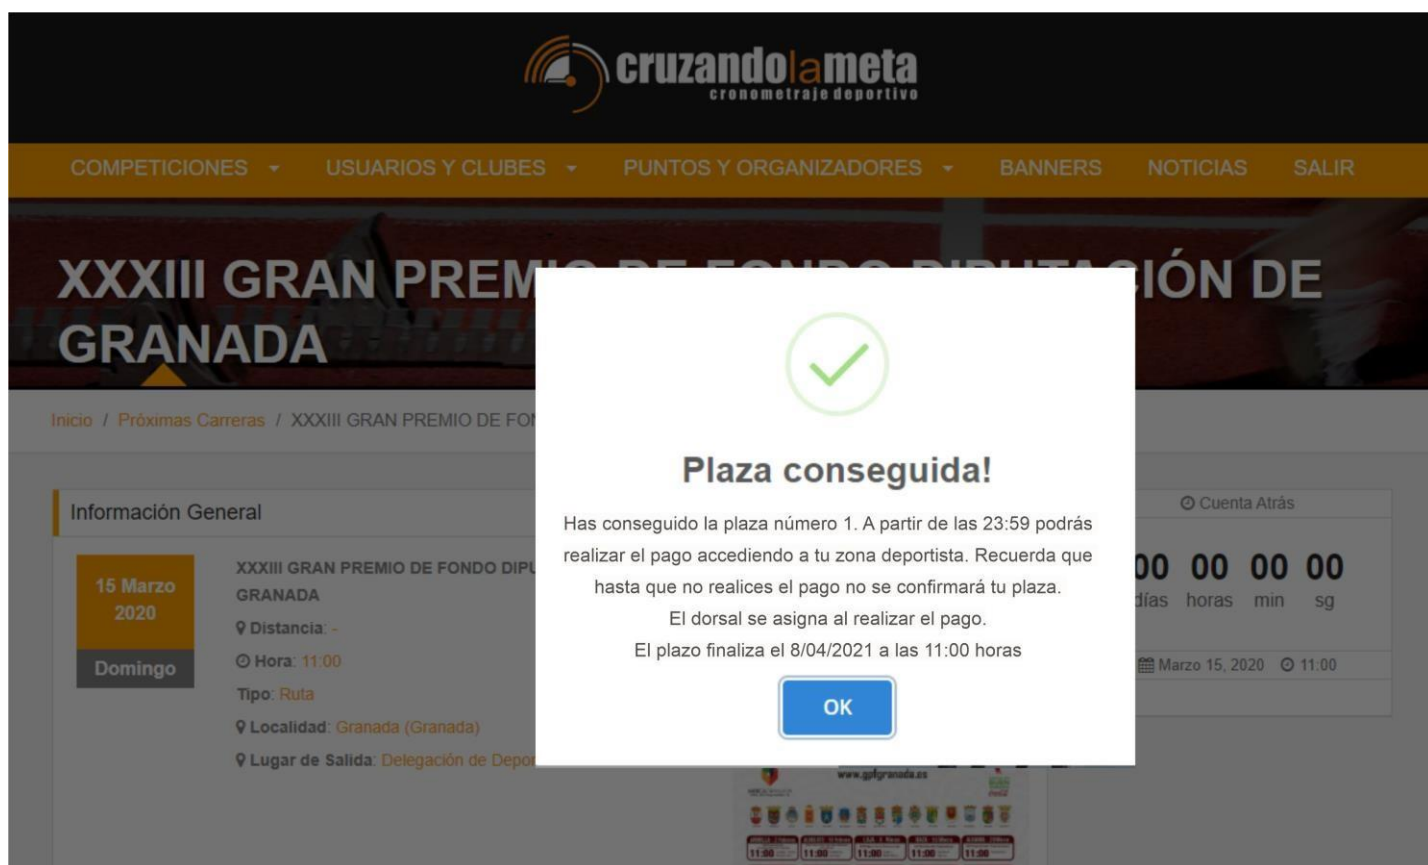 cruzandolameta
cronometraje deportivo
COMPETICIONES USUARIOS Y CLUBES PUNTOS Y ORGANIZADORES BANNERS NOTICIAS SALIR
XXXIII GRAN PREMIO DE FONDO DIPUTACIÓN DE
GRANADA
Inicio / Próximas Carreras / XXXIII GRAN PREMIO DE FON
Plaza conseguida!
Has conseguido la plaza número 1. A partir de las 23:59 podrás
realizar el pago accediendo a tu zona deportista. Recuerda que
hasta que no realices el pago no se confirmará tu plaza.
El dorsal se asigna al realizar el pago.
El plazo finaliza el 8/04/2021 a las 11:00 horas
OK
Información General
15 Marzo
2020
Domingo
XXXIII GRAN PREMIO DE FONDO DIPU
GRANADA
Distancia: -
Hora: 11:00
Tipo: Ruta
Localidad: Granada (Granada)
Lugar de Salida: Delegación de Depor
Cuenta Atrás
00 00 00 00
días horas min sg
Marzo 15, 2020 11:00
www.gpfgranada.es
11:00 11:00 11:00 11:00 11:00